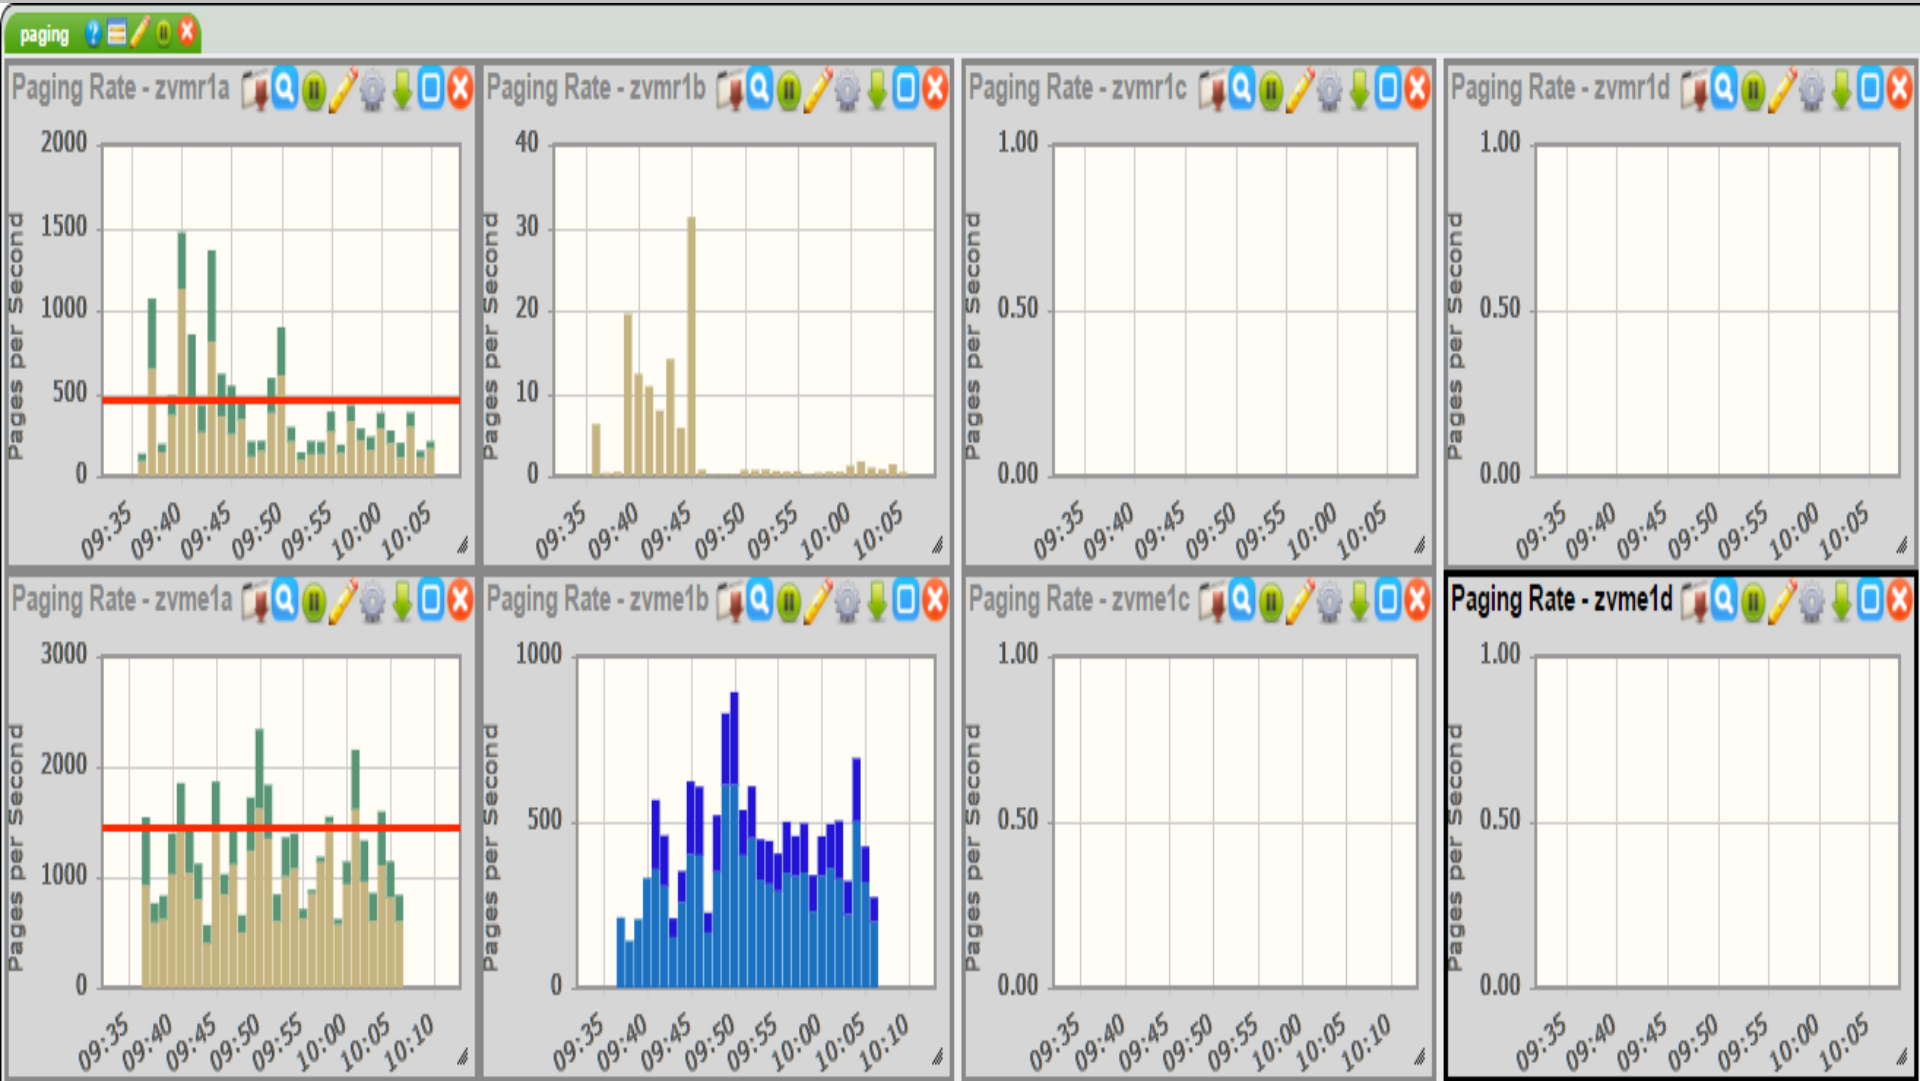 paging
Paging Rate - zvmr1a
2000
1500
1000
500
0
Pages per Second
09:35 09:40 09:45 09:50 09:55 10:00 10:05
Paging Rate - zvmr1b
40
30
20
10
0
Pages per Second
09:35 09:40 09:45 09:50 09:55 10:00 10:05
Paging Rate - zvmr1c
1.00
0.50
0.00
Pages per Second
09:35 09:40 09:45 09:50 09:55 10:00 10:05
Paging Rate - zvmr1d
1.00
0.50
0.00
Pages per Second
09:35 09:40 09:45 09:50 09:55 10:00 10:05
Paging Rate - zvme1a
3000
2000
1000
0
Pages per Second
09:35 09:40 09:45 09:50 09:55 10:00 10:05 10:10
Paging Rate - zvme1b
1000
500
0
Pages per Second
09:35 09:40 09:45 09:50 09:55 10:00 10:05 10:10
Paging Rate - zvme1c
1.00
0.50
0.00
Pages per Second
09:35 09:40 09:45 09:50 09:55 10:00 10:05 10:10
Paging Rate - zvme1d
1.00
0.50
0.00
Pages per Second
09:35 09:40 09:45 09:50 09:55 10:00 10:05